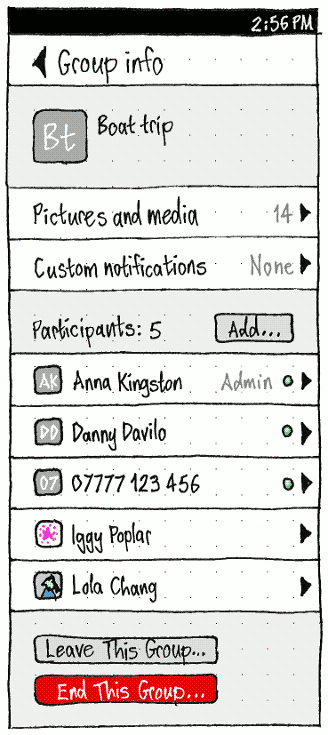 2:56 PM
Group info
Bt Boat trip
Pictures and media 14
Custom notifications None
Participants: 5 Add...
AK Anna Kingston Admin
DD Danny Davilo
07 07777 123 456
Iggy Poplar
Lola Chang
Leave This Group...
End This Group...